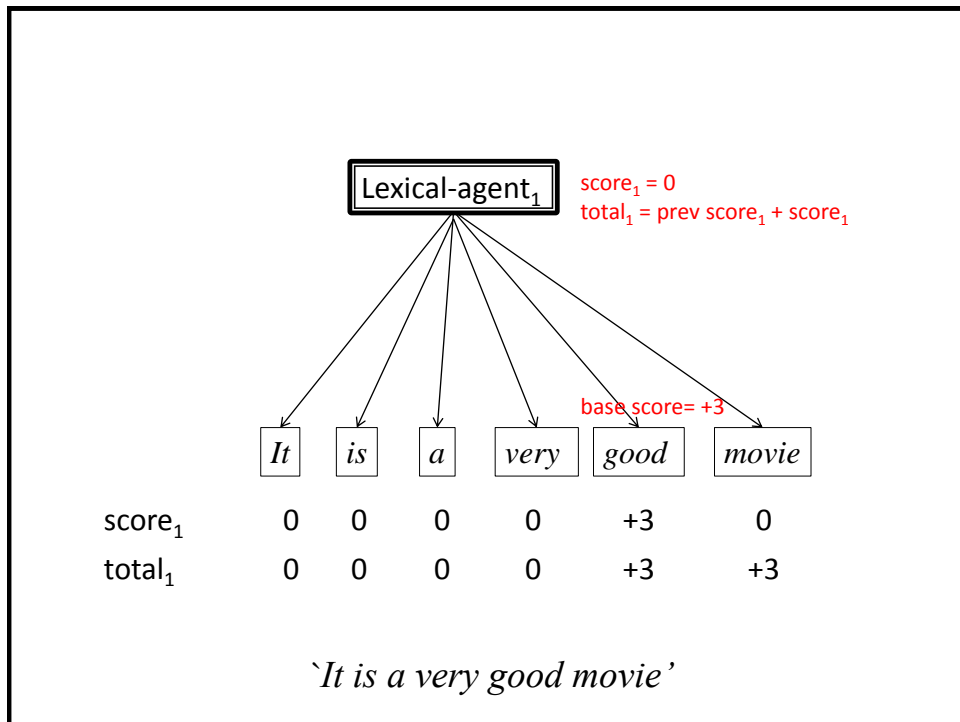 Lexical-agent₁
score₁ = 0
total₁ = prev score₁ + score₁
base score= +3
It is a very good movie
score₁ 0 0 0 0 +3 0
total₁ 0 0 0 0 +3 +3
`It is a very good movie’